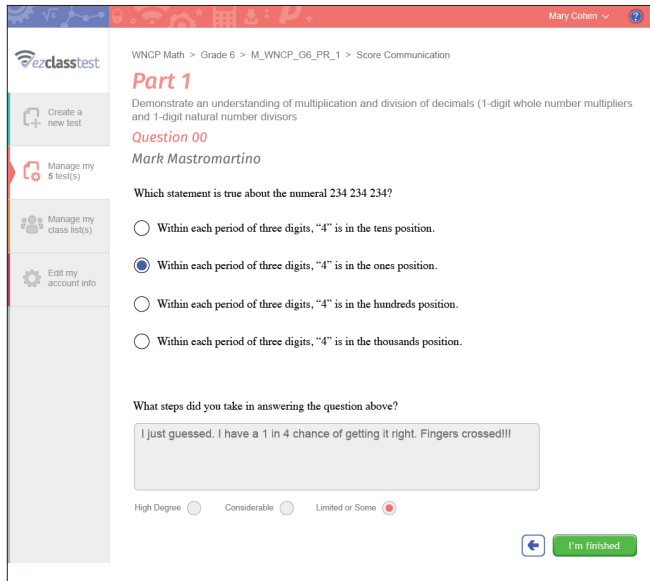 Mary Cohen
?
ezclasstest
WNCP Math > Grade 6 > M_WNCP_G6_PR_1 > Score Communication
Part 1
Demonstrate an understanding of multiplication and division of decimals (1-digit whole number multipliers
and 1-digit natural number divisors
Question 00
Mark Mastromartino
Create a
new test
Manage my
5 test(s)
Manage my
class list(s)
Edit my
account info
Which statement is true about the numeral 234 234 234?
Within each period of three digits, “4” is in the tens position.
Within each period of three digits, “4” is in the ones position.
Within each period of three digits, “4” is in the hundreds position.
Within each period of three digits, “4” is in the thousands position.
What steps did you take in answering the question above?
I just guessed. I have a 1 in 4 chance of getting it right. Fingers crossed!!!
High Degree Considerable Limited or Some
I'm finished